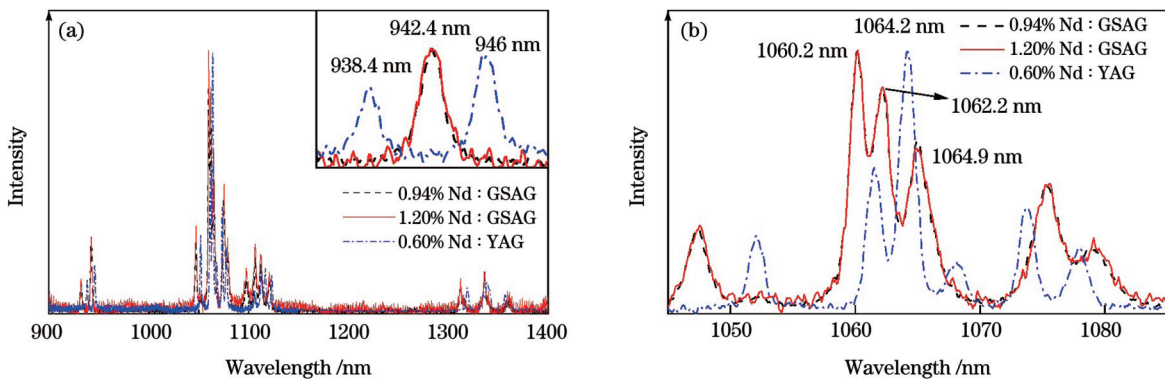 (a)
942.4 nm
946 nm
938.4 nm
0.94% Nd : GSAG
1.20% Nd : GSAG
0.60% Nd : YAG
Intensity
900 1000 1100 1200 1300 1400
Wavelength /nm
(b)
1064.2 nm
1060.2 nm
0.94% Nd : GSAG
1.20% Nd : GSAG
0.60% Nd : YAG
1062.2 nm
1064.9 nm
Intensity
1050 1060 1070 1080
Wavelength /nm